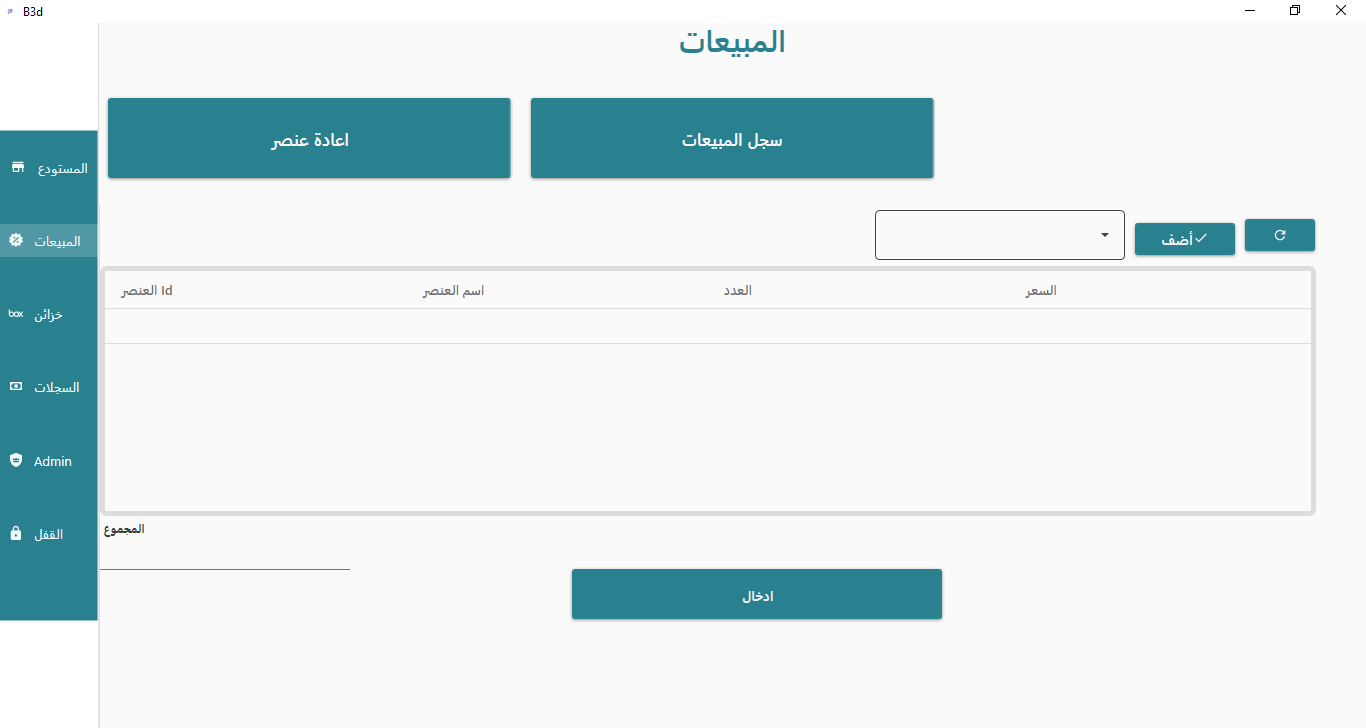 B3d
المبيعات
سجل المبيعات
اعادة عنصر
أضف
Id العنصر
اسم العنصر
العدد
السعر
المجموع
ادخال
المستودع
المبيعات
box خزائن
السجلات
Admin
القفل